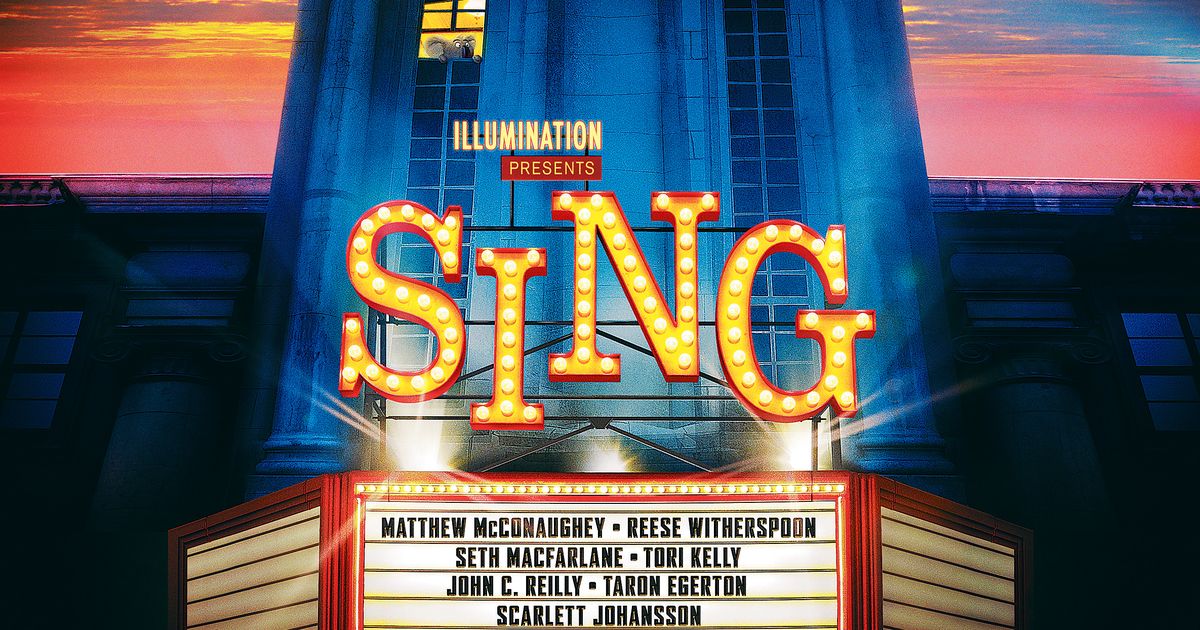 ILLUMINATION
PRESENTS
SING
MATTHEW McCONAUGHEY • REESE WITHERSPOON
SETH MACFARLANE • TORI KELLY
JOHN C. REILLY • TARON EGERTON
SCARLETT JOHANSSON